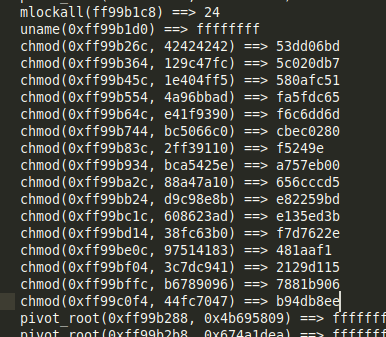 mlockall(ff99b1c8) ==> 24
uname(0xff99b1d0) ==> ffffffff
chmod(0xff99b26c, 42424242) ==> 53dd06bd
chmod(0xff99b364, 129c47fc) ==> 5c020db7
chmod(0xff99b45c, 1e404ff5) ==> 580afc51
chmod(0xff99b554, 4a96bbad) ==> fa5fdc65
chmod(0xff99b64c, e41f9390) ==> f6c6dd6d
chmod(0xff99b744, bc5066c0) ==> cbec0280
chmod(0xff99b83c, 2ff39110) ==> f5249e
chmod(0xff99b934, bca5425e) ==> a757eb00
chmod(0xff99ba2c, 88a47a10) ==> 656cccd5
chmod(0xff99bb24, d9c98e8b) ==> e82259bd
chmod(0xff99bc1c, 608623ad) ==> e135ed3b
chmod(0xff99bd14, 38fc63b0) ==> f7d7622e
chmod(0xff99be0c, 97514183) ==> 481aaf1
chmod(0xff99bf04, 3c7dc941) ==> 2129d115
chmod(0xff99bffc, b6789096) ==> 7881b906
chmod(0xff99c0f4, 44fc7047) ==> b94db8ee
pivot_root(0xff99b288, 0x4b695809) ==> fffffff
pivot_root(0xff99b2b8, 0x674a1dea) ==> fffffff